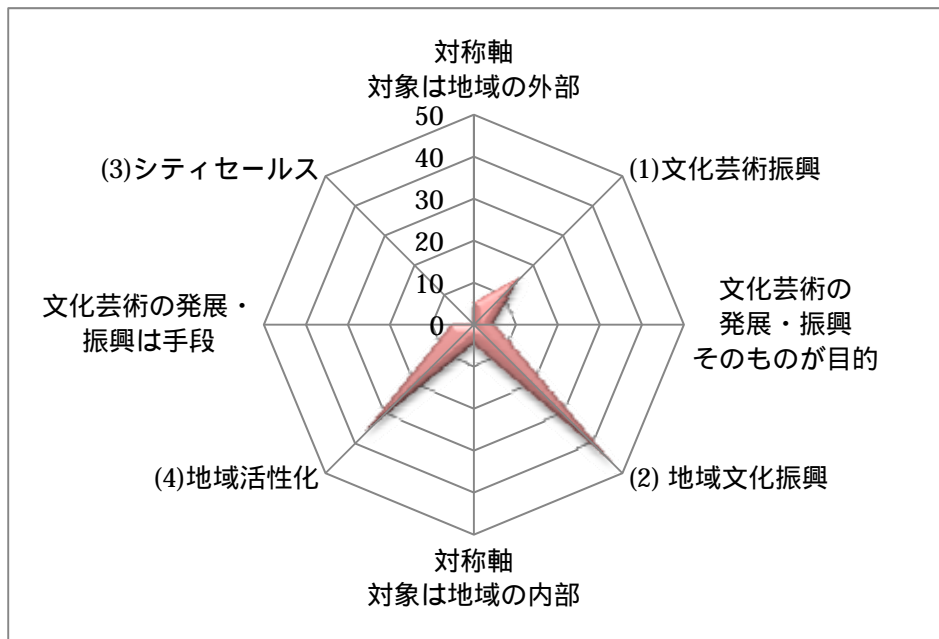 対称軸
対象は地域の外部
50
40
30
20
10
0
(3)シティセールス
(1)文化芸術振興
文化芸術の発展・
振興は手段
文化芸術の
発展・振興
そのものが目的
(4)地域活性化
(2) 地域文化振興
対称軸
対象は地域の内部